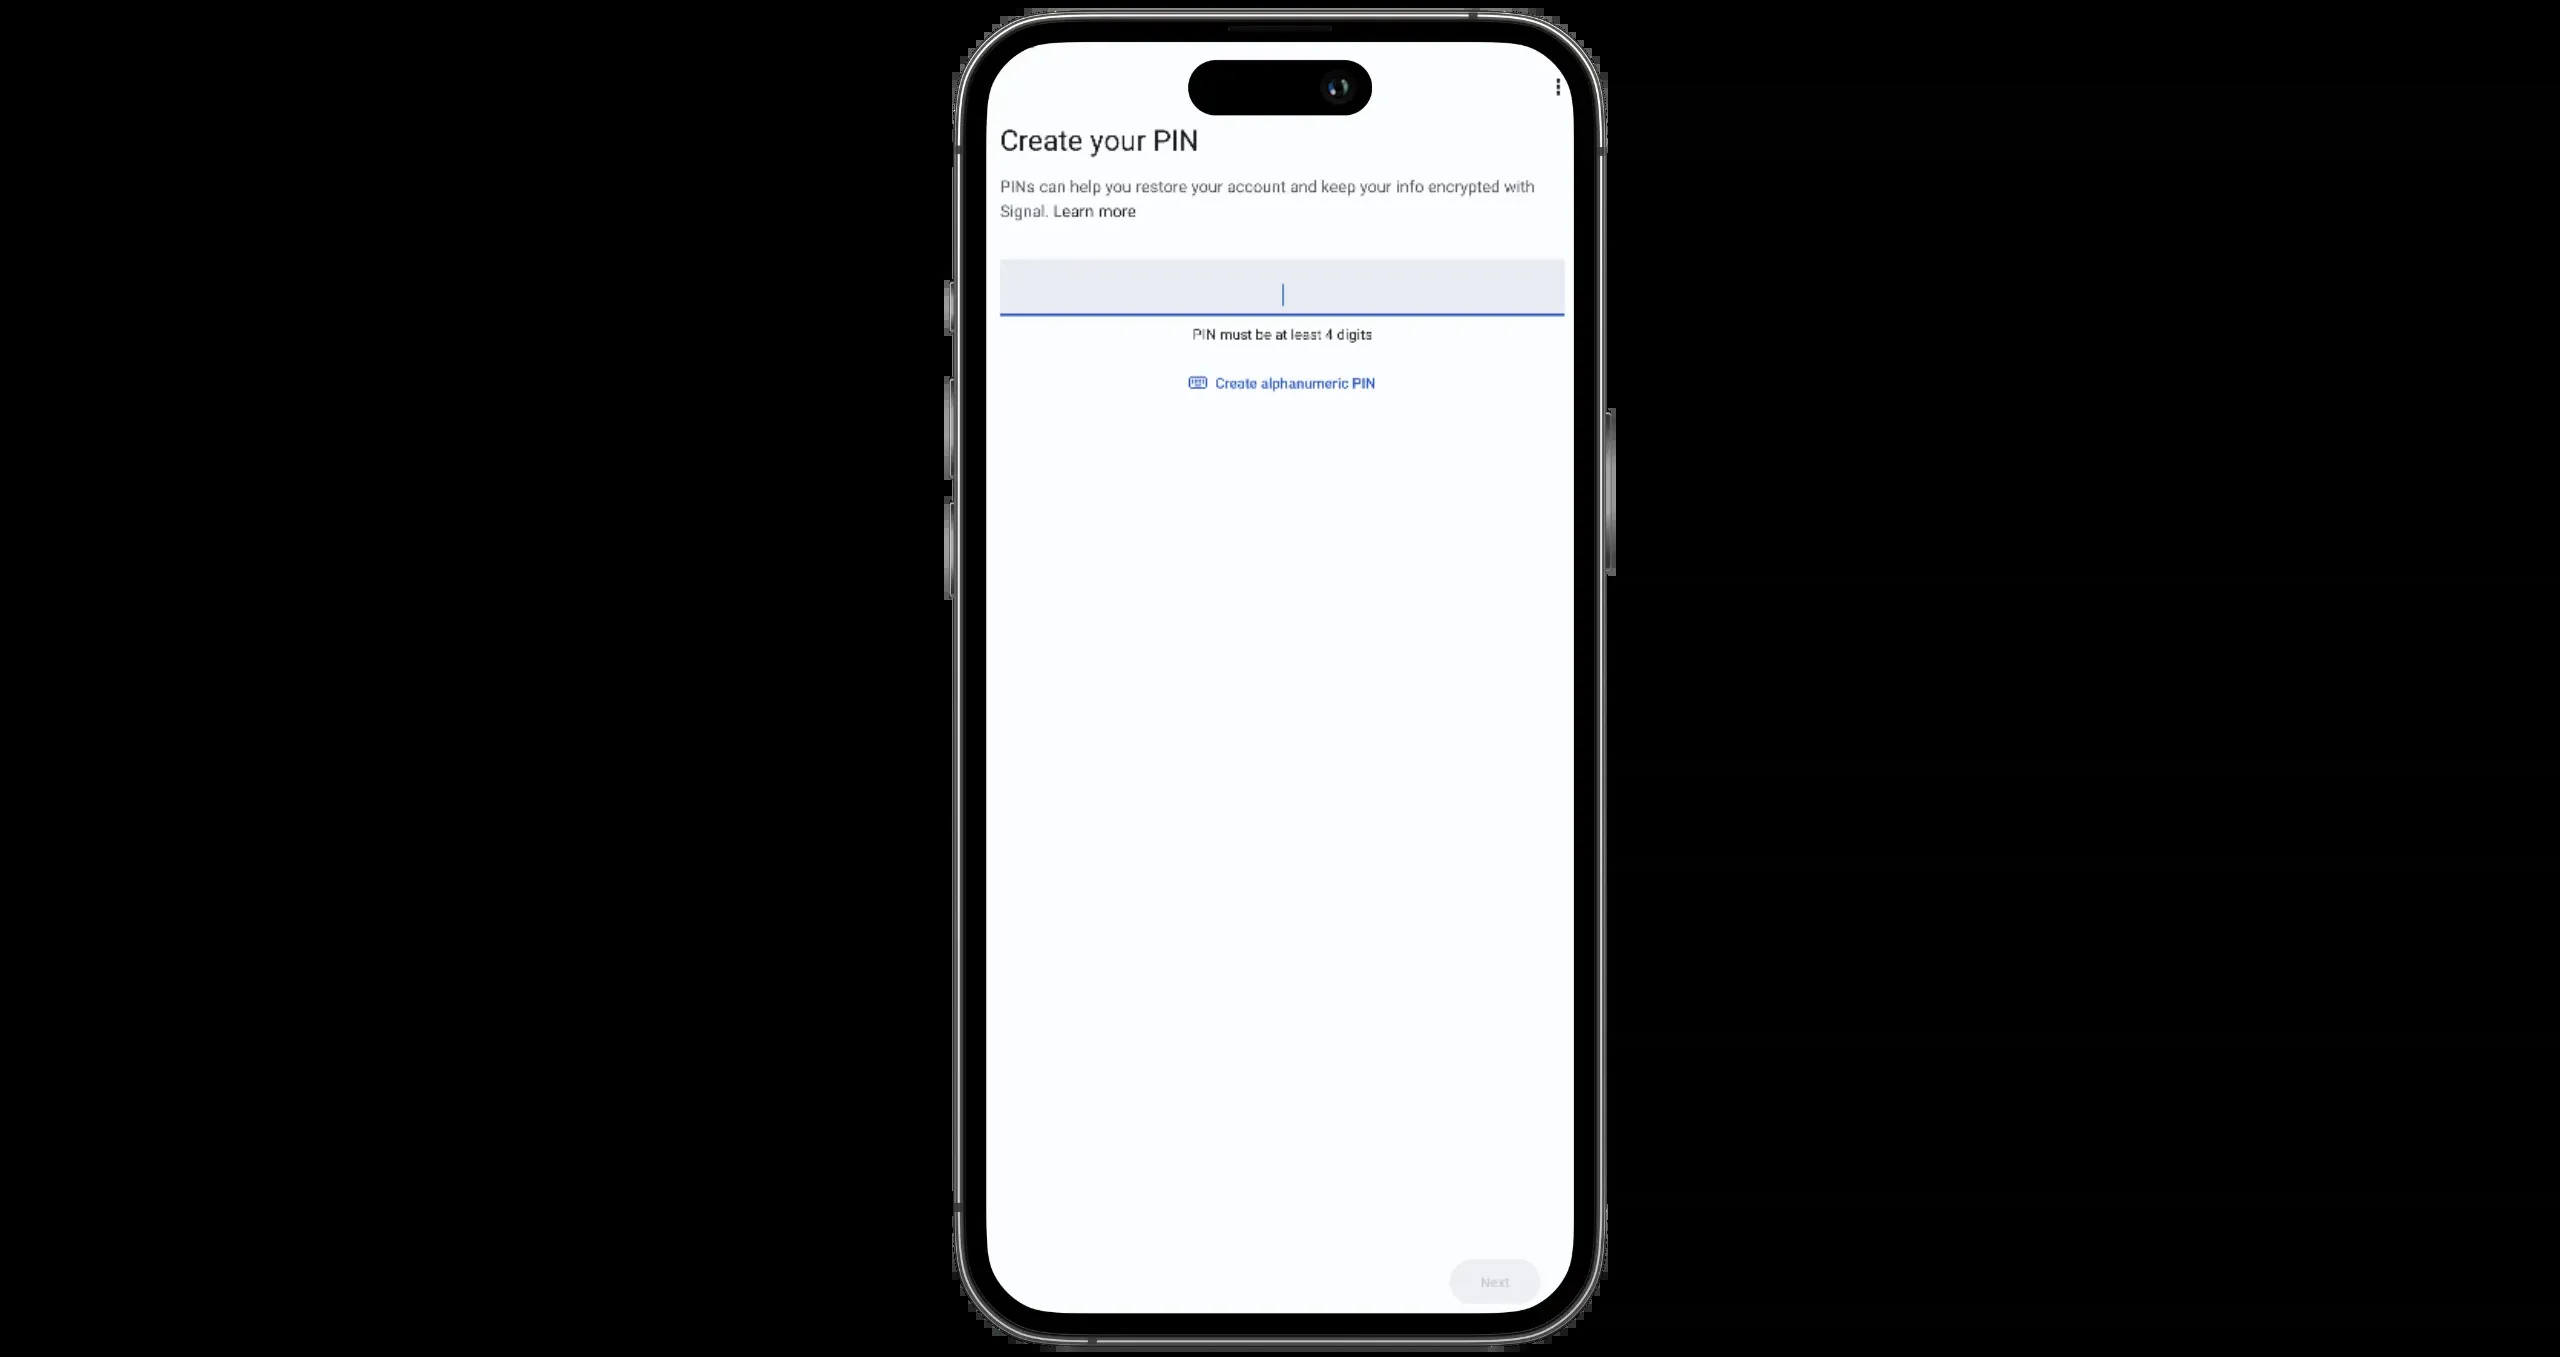 Create your PIN
PINs can help you restore your account and keep your info encrypted with
Signal. Learn more
PIN must be at least 4 digits
Create alphanumeric PIN
Next